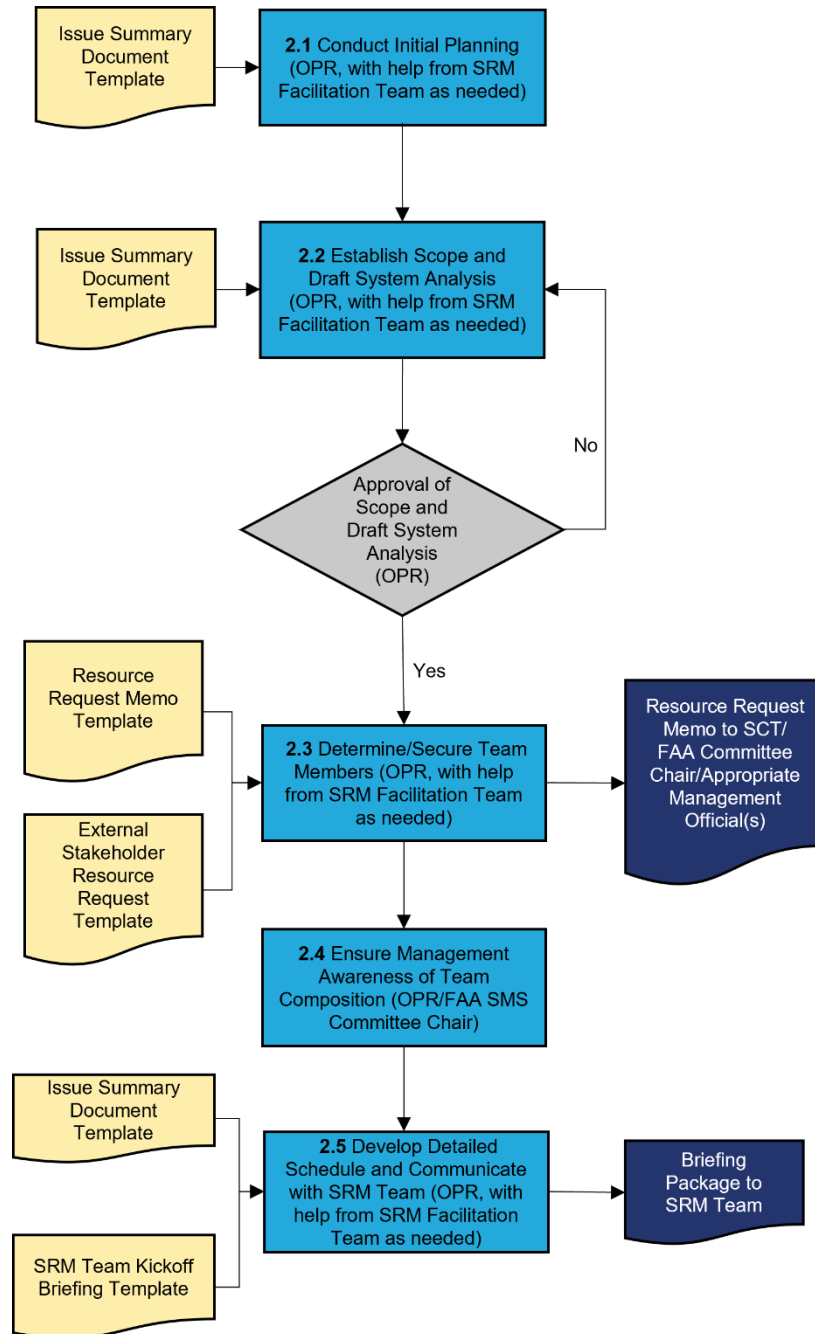 Issue Summary
Document
Template
2.1 Conduct Initial Planning
(OPR, with help from SRM
Facilitation Team as needed)
Issue Summary
Document
Template
2.2 Establish Scope and
Draft System Analysis
(OPR, with help from SRM
Facilitation Team as needed)
No
Approval of
Scope and
Draft System
Analysis
(OPR)
Yes
Resource
Request Memo
Template
External
Stakeholder
Resource
Request
Template
2.3 Determine/Secure Team
Members (OPR, with help
from SRM Facilitation Team
as needed)
Resource Request
Memo to SCT/
FAA Committee
Chair/Appropriate
Management
Official(s)
2.4 Ensure Management
Awareness of Team
Composition (OPR/FAA SMS
Committee Chair)
Issue Summary
Document
Template
SRM Team Kickoff
Briefing Template
2.5 Develop Detailed
Schedule and Communicate
with SRM Team (OPR, with
help from SRM Facilitation
Team as needed)
Briefing
Package to
SRM Team